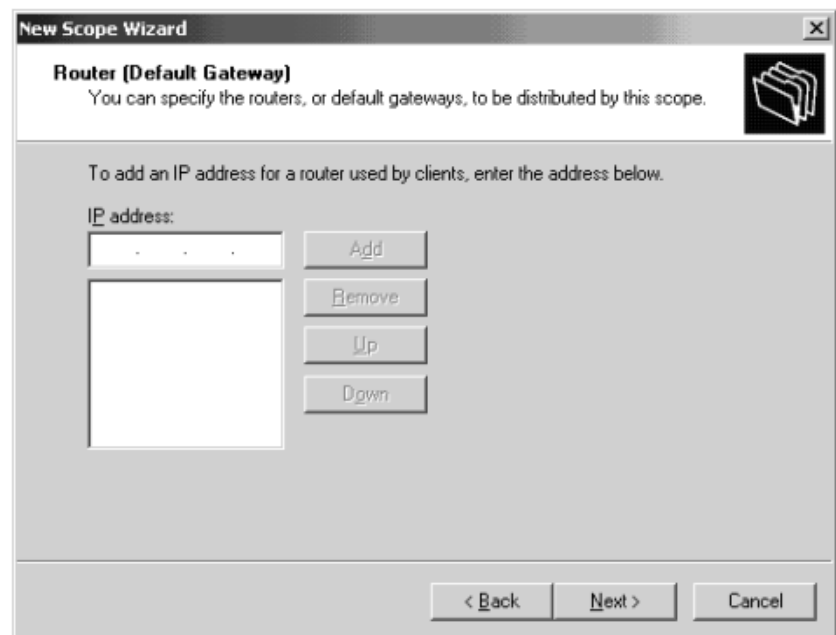 New Scope Wizard
Router (Default Gateway)
You can specify the routers, or default gateways, to be distributed by this scope.
To add an IP address for a router used by clients, enter the address below.
IP address:
. . .
Add
Remove
Up
Down
< Back
Next >
Cancel